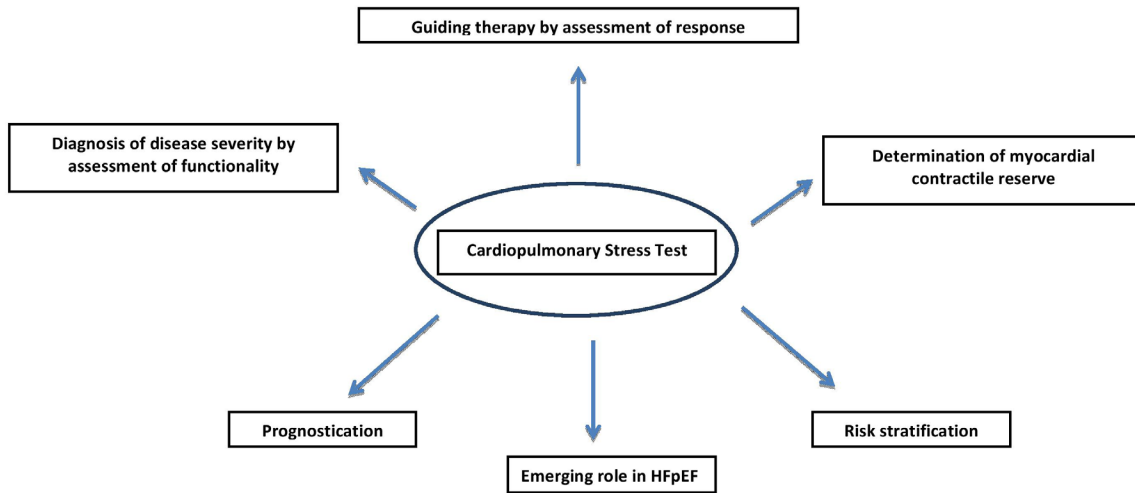 Guiding therapy by assessment of response
Diagnosis of disease severity by
assessment of functionality
Determination of myocardial
contractile reserve
Cardiopulmonary Stress Test
Prognostication
Risk stratification
Emerging role in HFpEF